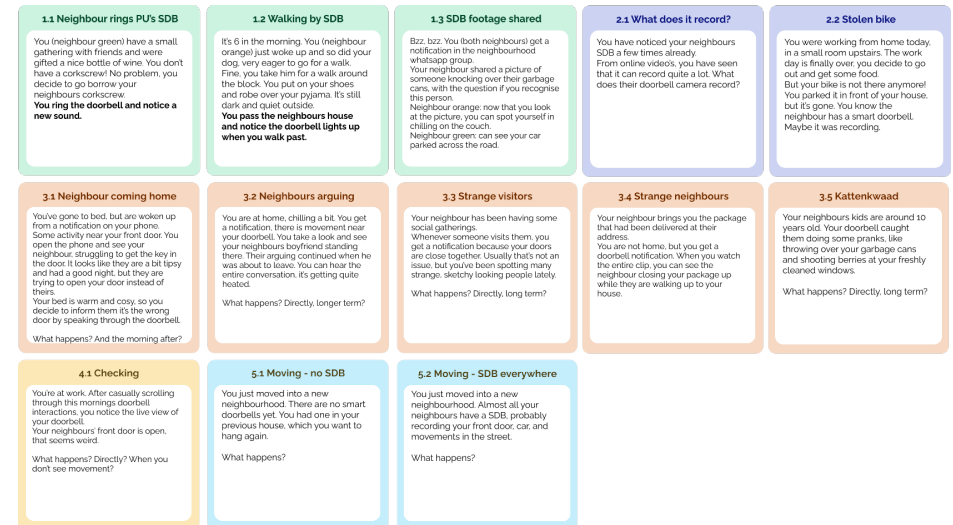 1.1 Neighbour rings PU's SDB
You (neighbour green) have a small
gathering with friends and were
gifted a nice bottle of wine. You don't
have a corkscrew! No problem, you
decide to go borrow your
neighbours corkscrew.
You ring the doorbell and notice a
new sound.
1.2 Walking by SDB
It's 6 in the morning. You (neighbour
orange) just woke up and so did your
dog, very eager to go for a walk.
Fine, you take him for a walk around
the block. You put on your shoes
and robe over your pyjama. It's still
dark and quiet outside.
You pass the neighbours house
and notice the doorbell lights up
when you walk past.
1.3 SDB footage shared
Bzz, bzz. You (both neighbours) get a
notification in the neighbourhood
whatsapp group.
Your neighbour shared a picture of
someone knocking over their garbage
cans, with the question if you recognise
this person.
Neighbour orange: now that you look
at the picture, you can spot yourself in
chilling on the couch.
Neighbour green: can see your car
parked across the road.
2.1 What does it record?
You have noticed your neighbours
SDB a few times already.
From online video's, you have seen
that it can record quite a lot. What
does their doorbell camera record?
2.2 Stolen bike
You were working from home today,
in a small room upstairs. The work
day is finally over, you decide to go
out and get some food.
But your bike is not there anymore!
You parked it in front of your house,
but it's gone. You know the
neighbour has a smart doorbell.
Maybe it was recording.
3.1 Neighbour coming home
You've gone to bed, but are woken up
from a notification on your phone.
Some activity near your front door. You
open the phone and see your
neighbour, struggling to get the key in
the door. It looks like they are a bit tipsy
and had a good night, but they are
trying to open your door instead of
theirs.
Your bed is warm and cosy, so you
decide to inform them it's the wrong
door by speaking through the doorbell.
What happens? And the morning after?
3.2 Neighbours arguing
You are at home, chilling a bit. You get
a notification, there is movement near
your doorbell. You take a look and see
your neighbours boyfriend standing
there. Their arguing continued when he
was about to leave. You can hear the
entire conversation, it's getting quite
heated.
What happens? Directly, longer term?
3.3 Strange visitors
Your neighbour has been having some
social gatherings.
Whenever someone visits them, you
get a notification because your doors
are close together. Usually that's not an
issue, but you've been spotting many
strange, sketchy looking people lately.
What happens? Directly, long term?
3.4 Strange neighbours
Your neighbour brings you the package
that had been delivered at their
address.
You are not home, but you get a
doorbell notification. When you watch
the entire clip, you can see the
neighbour closing your package up
while they are walking up to your
house.
3.5 Kattenkwaad
Your neighbours kids are around 10
years old. Your doorbell caught
them doing some pranks, like
throwing over your garbage cans
and shooting berries at your freshly
cleaned windows.
What happens? Directly, long term?
4.1 Checking
You're at work. After casually scrolling
through this mornings doorbell
interactions, you notice the live view of
your doorbell.
Your neighbours' front door is open,
that seems weird.
What happens? Directly? When you
don't see movement?
5.1 Moving - no SDB
You just moved into a new
neighbourhood. There are no smart
doorbells yet. You had one in your
previous house, which you want to
hang again.
What happens?
5.2 Moving - SDB everywhere
You just moved into a new
neighbourhood. Almost all your
neighbours have a SDB, probably
recording your front door, car, and
movements in the street.
What happens?